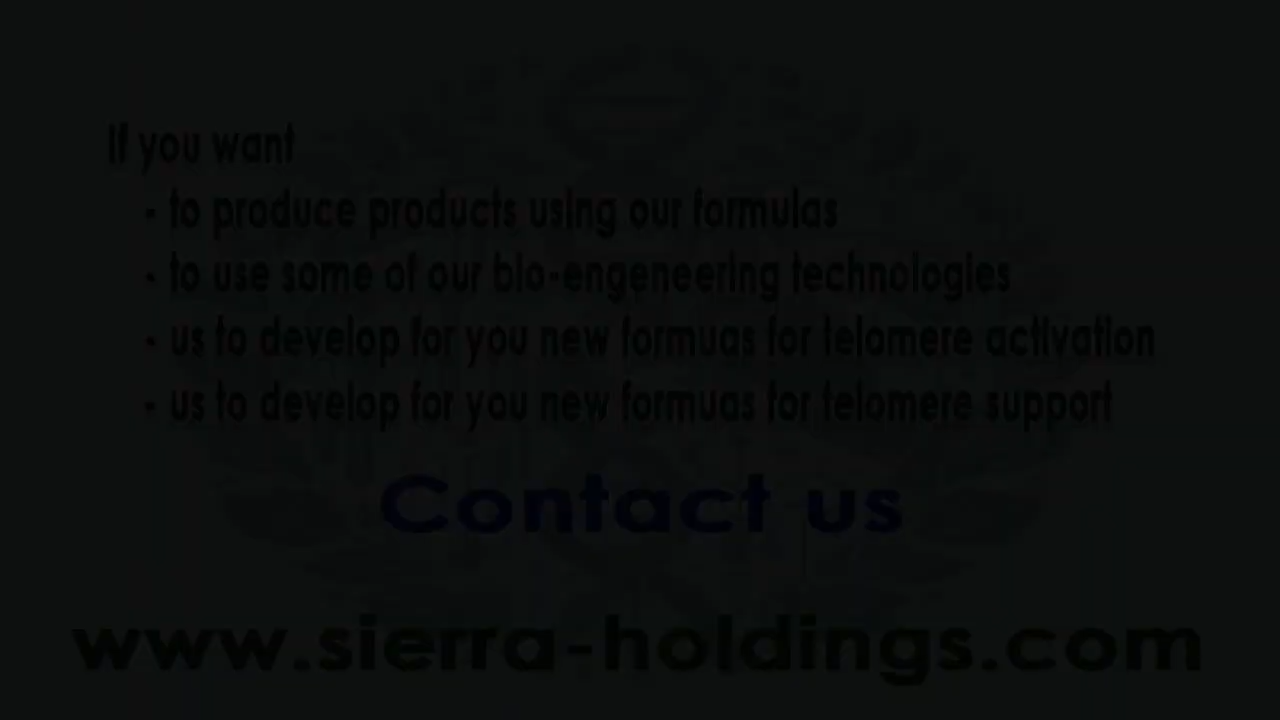 If you want
- to produce products using our formulas
- to use some of our bio-engeneering technologies
- us to develop for you new formuas for telomere activation
- us to develop for you new formuas for telomere support
Contact us
www.sierra-holdings.com